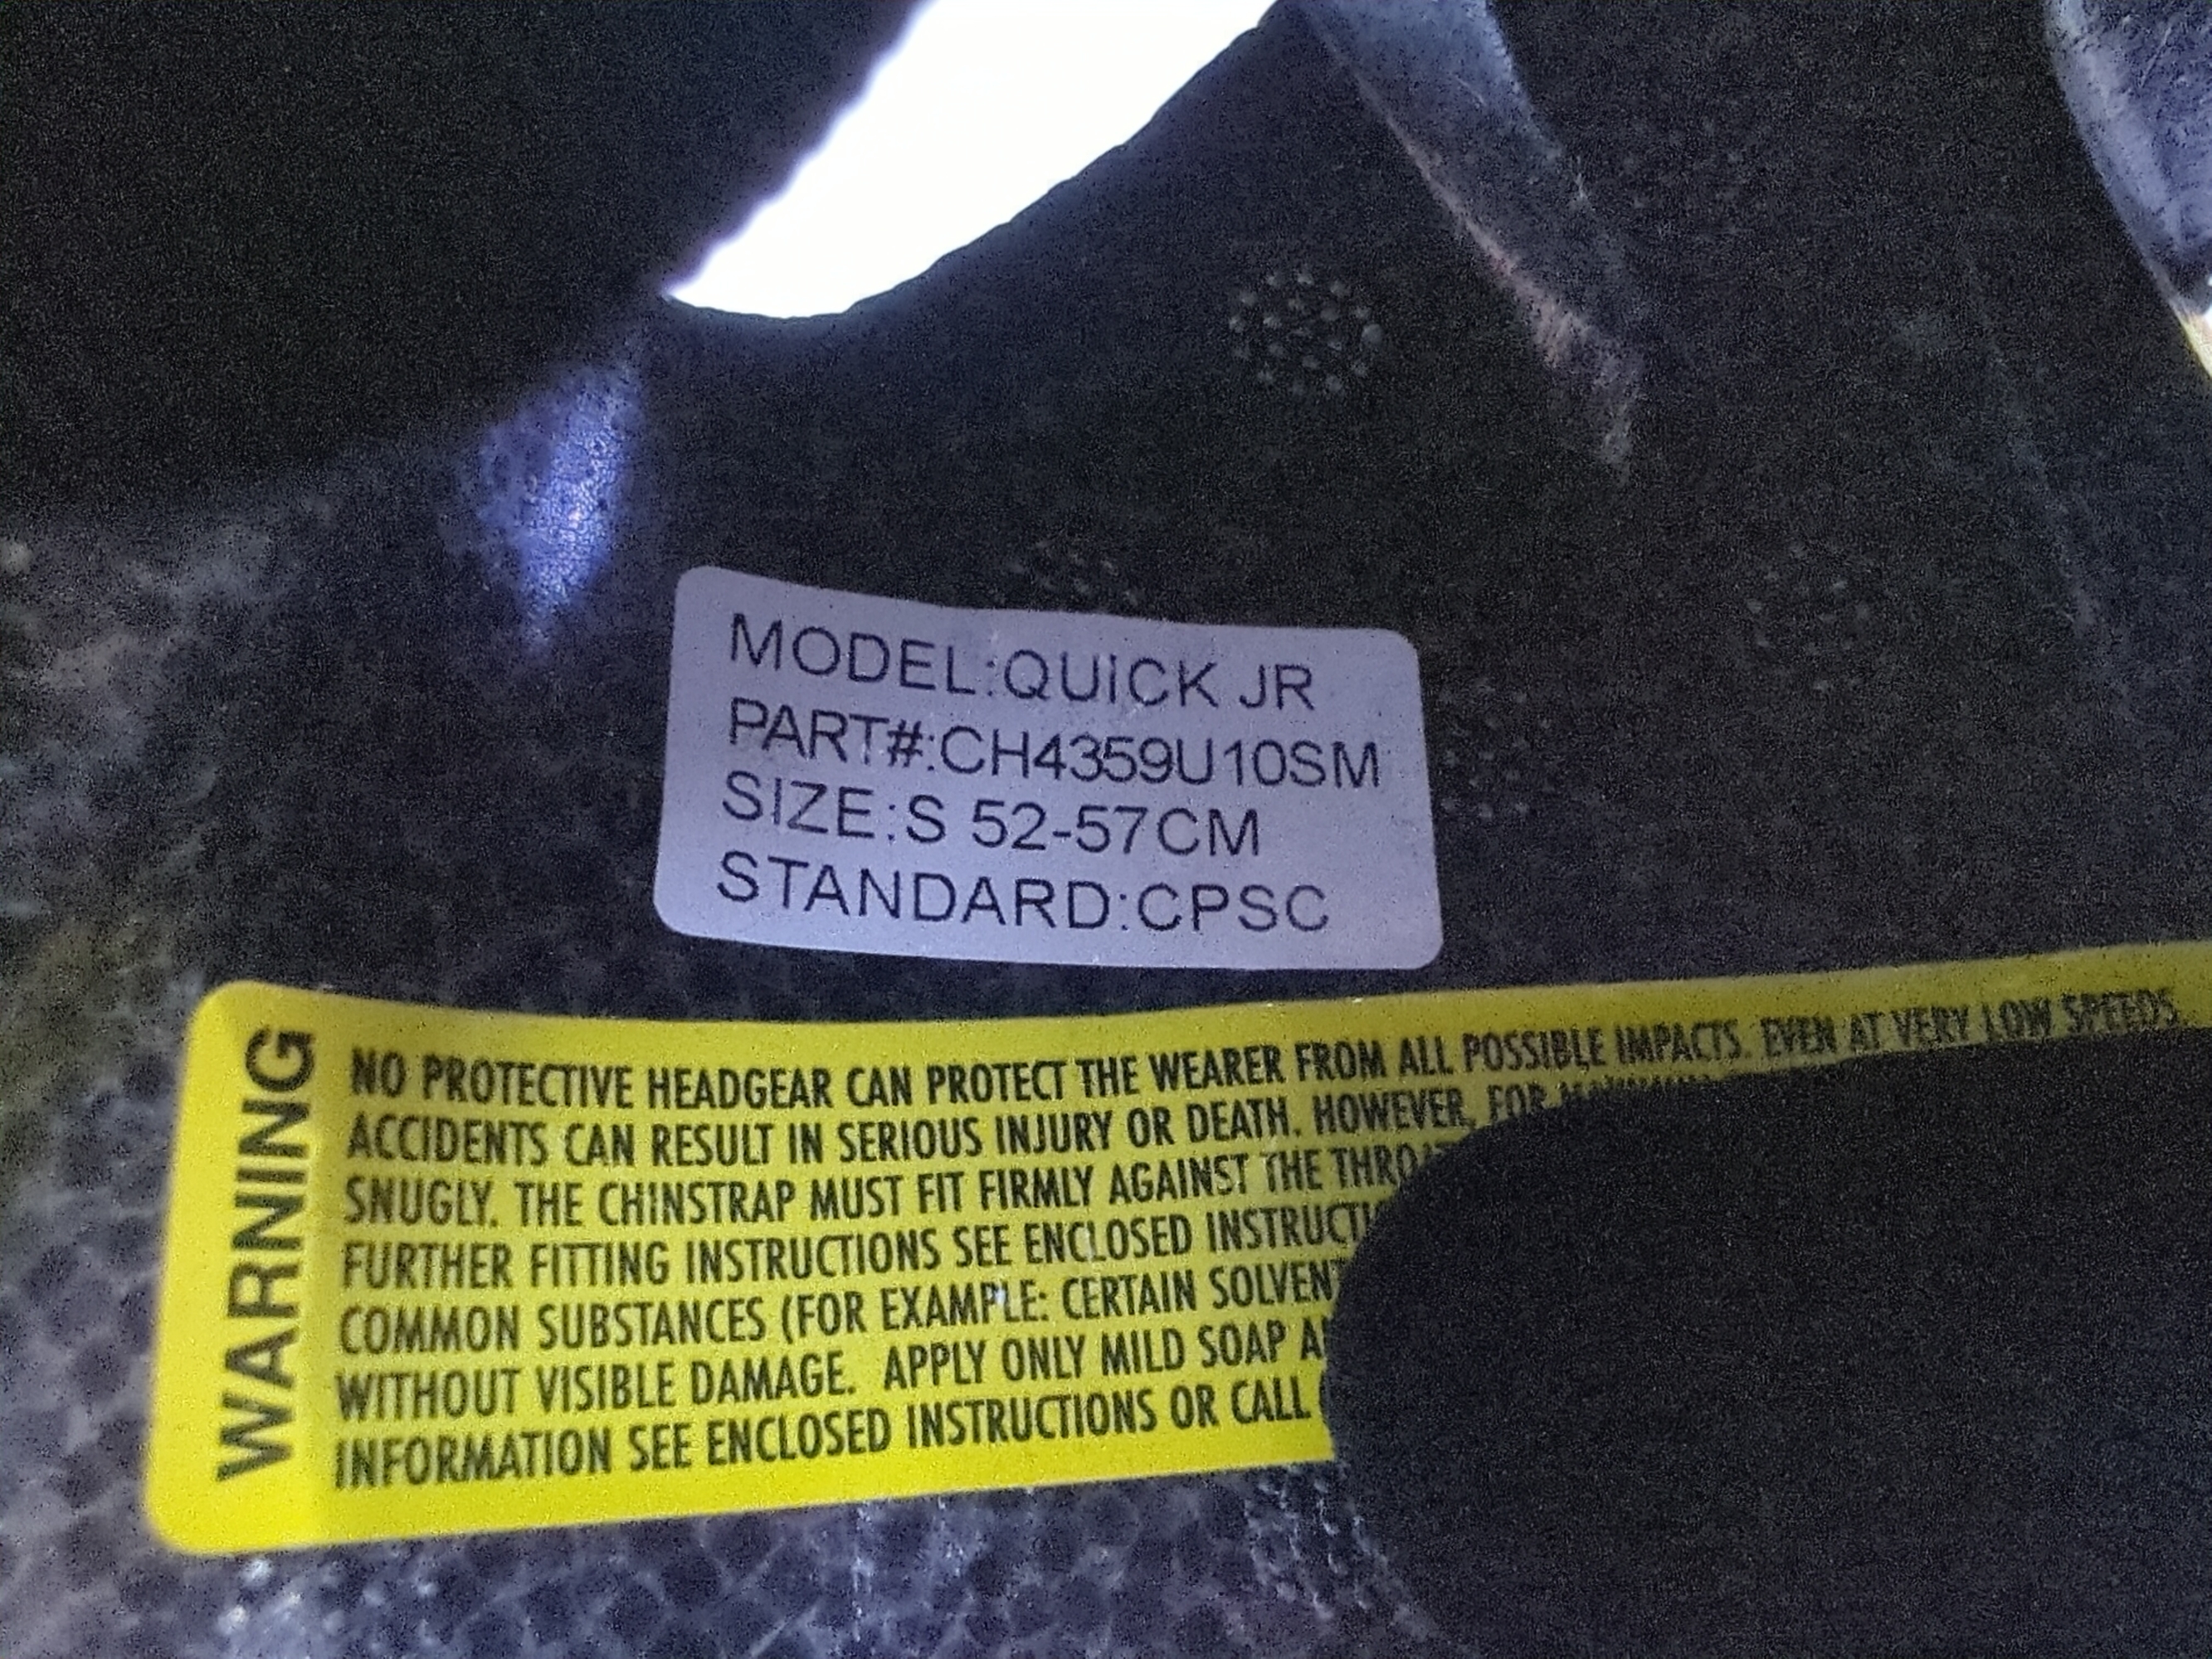 MODEL:QUICK JR
PART#:CH4359U10SM
SIZE:S 52-57CM
STANDARD:CPSC
WARNING
NO PROTECTIVE HEADGEAR CAN PROTECT THE WEARER FROM ALL POSSIBLE IMPACTS. EVEN AT VERY LOW SPEEDS,
ACCIDENTS CAN RESULT IN SERIOUS INJURY OR DEATH. HOWEVER, FOR
SNUGLY. THE CHINSTRAP MUST FIT FIRMLY AGAINST THE
FURTHER FITTING INSTRUCTIONS SEE ENCLOSED
COMMON SUBSTANCES (FOR EXAMPLE: CERTAIN
WITHOUT VISIBLE DAMAGE. APPLY ONLY MILD SOAP
INFORMATION SEE ENCLOSED INSTRUCTIONS OR CALL